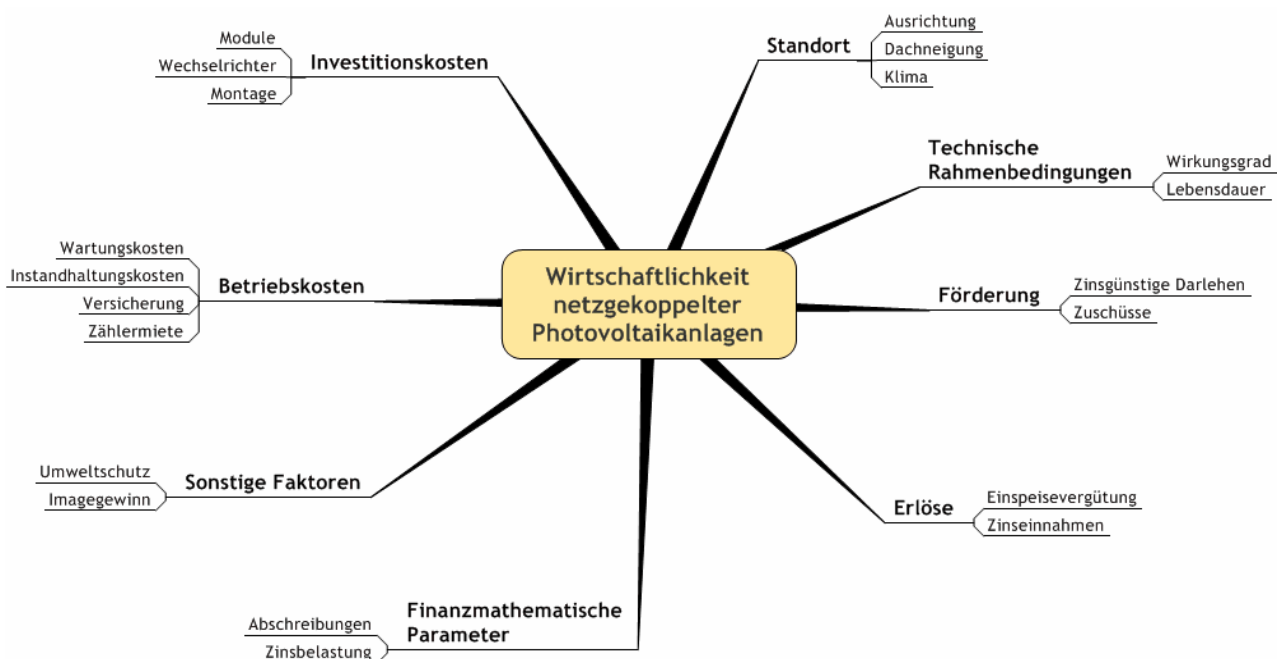 Wirtschaftlichkeit
netzgekoppelter
Photovoltaikanlagen
Investitionskosten
Module
Wechselrichter
Montage
Betriebskosten
Wartungskosten
Instandhaltungskosten
Versicherung
Zählermiete
Sonstige Faktoren
Umweltschutz
Imagegewinn
Finanzmathematische
Parameter
Abschreibungen
Zinsbelastung
Standort
Ausrichtung
Dachneigung
Klima
Technische
Rahmenbedingungen
Wirkungsgrad
Lebensdauer
Förderung
Zinsgünstige Darlehen
Zuschüsse
Erlöse
Einspeisevergütung
Zinseinnahmen